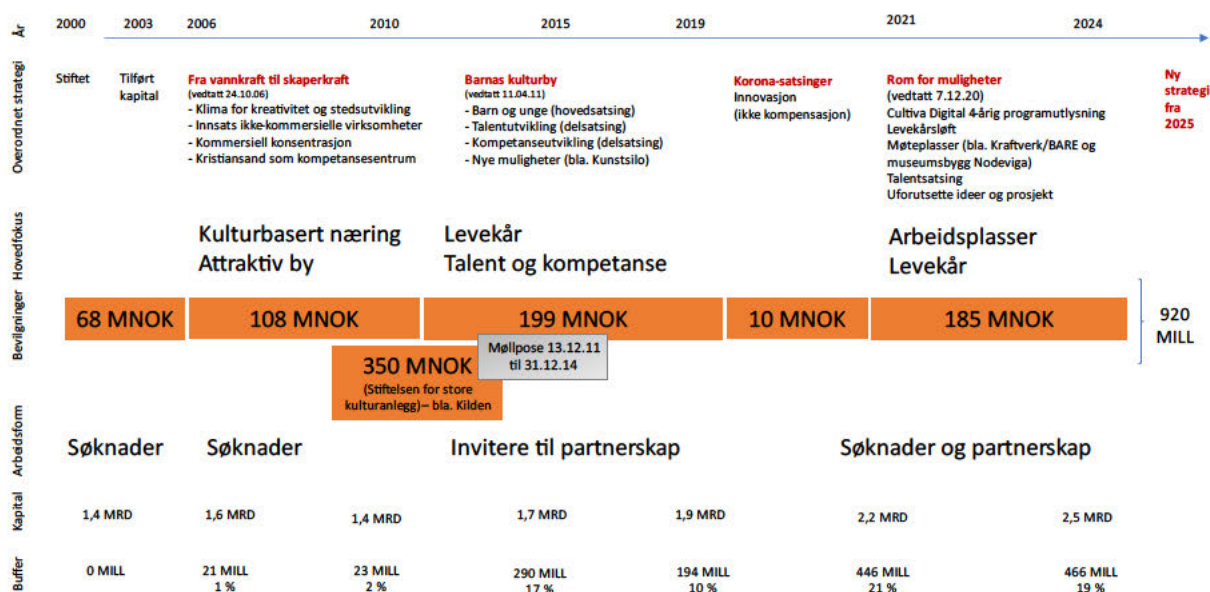 År
2000 2003 2006 2010 2015 2019 2021 2024
Overordnet strategi
Stiftet
Tilført
kapital
Fra vannkraft til skaperkraft
(vedtatt 24.10.06)
- Klima for kreativitet og stedsutvikling
- Innsats ikke-kommersielle virksomheter
- Kommersiell konsentrasjon
- Kristiansand som kompetansesentrum
Barnas kulturby
(vedtatt 11.04.11)
- Barn og unge (hovedsatsing)
- Talentutvikling (delsatsing)
- Kompetanseutvikling (delsatsing)
- Nye muligheter (bla. Kunstsilo)
Korona-satsinger
Innovasjon
(ikke kompensasjon)
Rom for muligheter
(vedtatt 7.12.20)
Cultiva Digital 4-årig programutlysning
Levekårsløft
Møteplasser (bla. Kraftverk/BARE og
museumsbygg Nodeviga)
Talentsatsing
Uforutsette ideer og prosjekt
Ny
strategi
fra
2025
Hovedfokus
Kulturbasert næring
Attraktiv by
Levekår
Talent og kompetanse
Arbeidsplasser
Levekår
Bevilgninger
68 MNOK 108 MNOK 199 MNOK 10 MNOK 185 MNOK
920
MILL
Møllpose 13.12.11
til 31.12.14
350 MNOK
(Stiftelsen for store
kulturanlegg)– bla. Kilden
Arbeidsform
Søknader Søknader Invitere til partnerskap Søknader og partnerskap
Kapital
1,4 MRD 1,6 MRD 1,4 MRD 1,7 MRD 1,9 MRD 2,2 MRD 2,5 MRD
Buffer
0 MILL 21 MILL 23 MILL 290 MILL 194 MILL 446 MILL 466 MILL
1 % 2 % 17 % 10 % 21 % 19 %